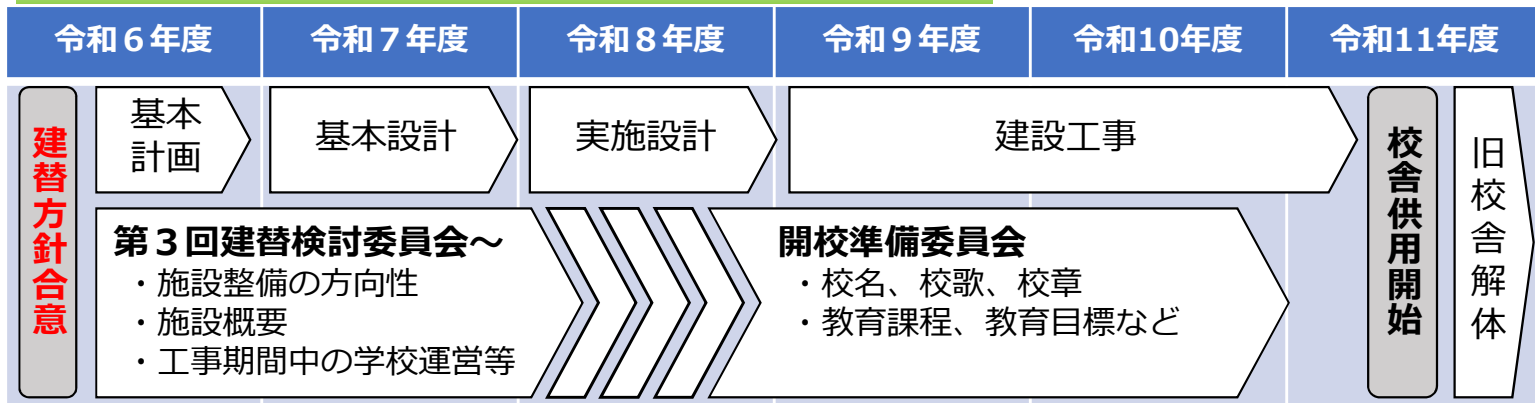 令和６年度
令和７年度
令和８年度
令和９年度
令和10年度
令和11年度
建替方針合意
基本
計画
基本設計
実施設計
建設工事
校舎供用開始
旧校舎解体
第３回建替検討委員会～
・施設整備の方向性
・施設概要
・工事期間中の学校運営等
開校準備委員会
・校名、校歌、校章
・教育課程、教育目標など